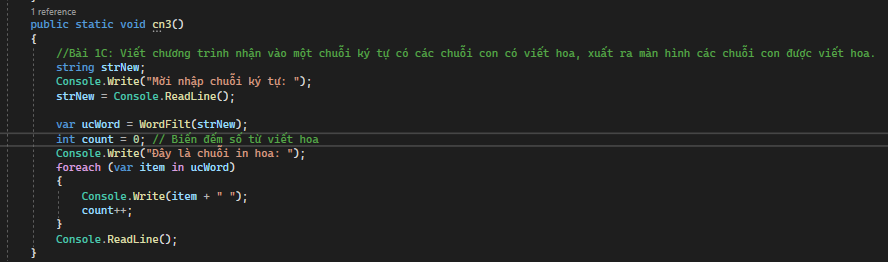 1 reference
public static void cn3()
{
//Bài 1C: Viết chương trình nhận vào một chuỗi ký tự có các chuỗi con có viết hoa, xuất ra màn hình các chuỗi con được viết hoa.
string strNew;
Console.Write("Mời nhập chuỗi ký tự: ");
strNew = Console.ReadLine();
var ucWord = WordFilt(strNew);
int count = 0; // Biến đếm số từ viết hoa
Console.Write("Đây là chuỗi in hoa: ");
foreach (var item in ucWord)
{
Console.Write(item + " ");
count++;
}
Console.ReadLine();
}